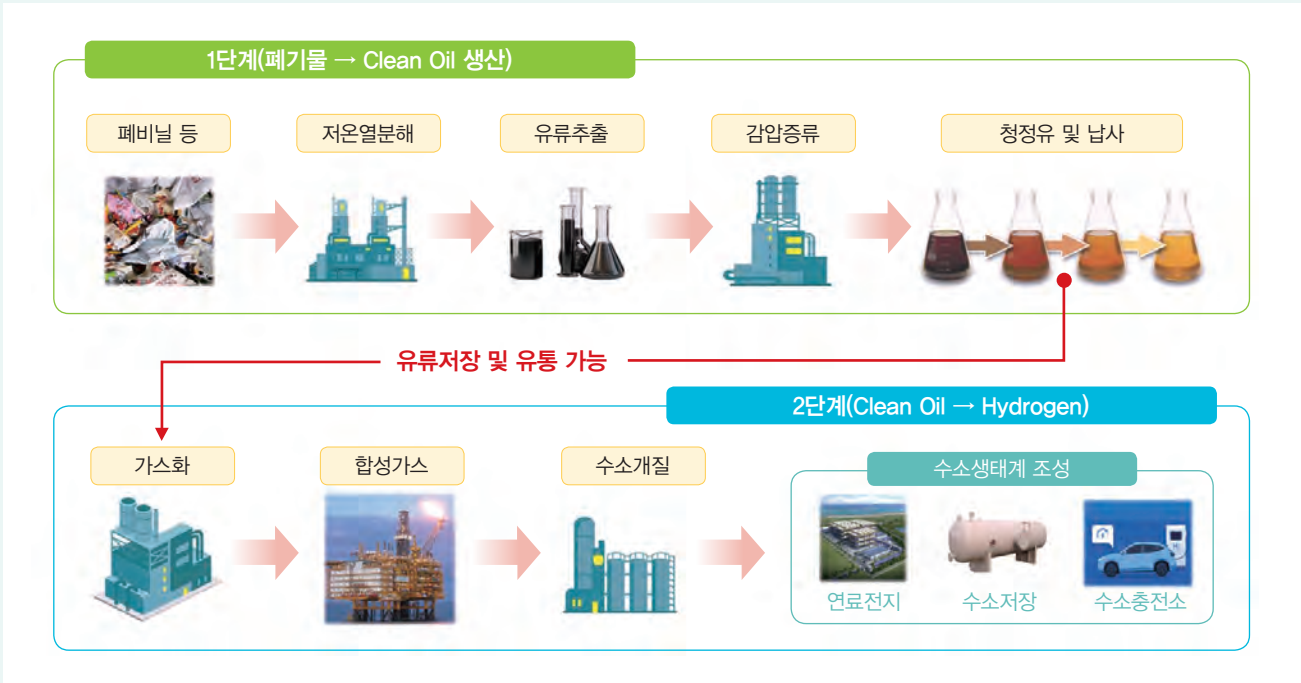 1단계(폐기물 → Clean Oil 생산)
폐비닐 등
저온열분해
유류추출
감압증류
청정유 및 납사
유류저장 및 유통 가능
2단계(Clean Oil → Hydrogen)
가스화
합성가스
수소개질
수소생태계 조성
연료전지
수소저장
수소충전소